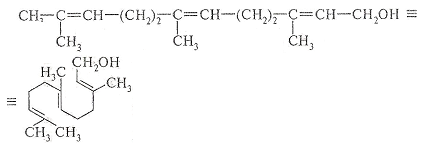 CH₃—C=CH—(CH₂)₂—C=CH—(CH₂)₂—C=CH—CH₂OH ≡
CH₃ CH₃ CH₃
CH₂OH
H₃C CH₃
≡
CH₃ CH₃